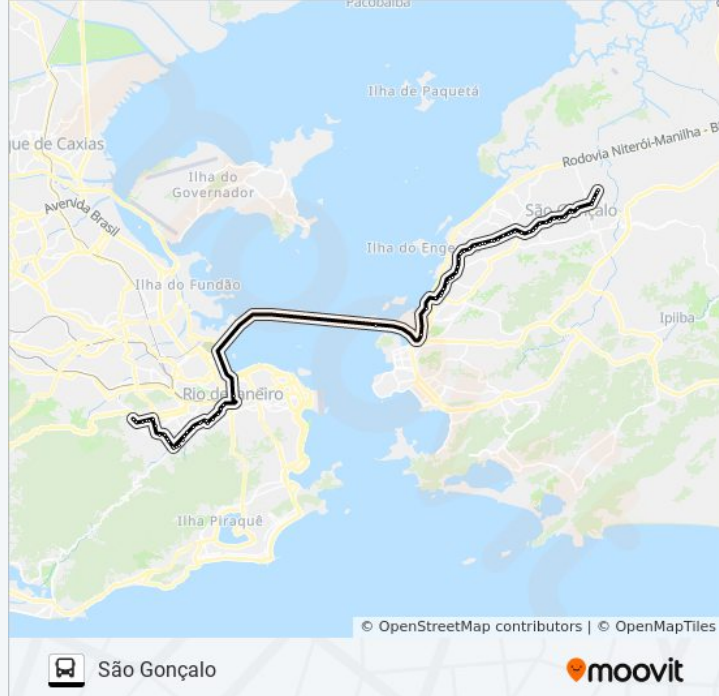 Pacobaíba
Ilha de Paquetá
que de Caxias
Rodovia Niterói-Manilha - B
Ilha do
Governador
Avenida Brasil
São Gonçalo
Ilha do Enge
Ilha do Fundão
Ipiíba
Rio de Janeiro
Ilha Piraquê
© OpenStreetMap contributors | © OpenMapTiles
São Gonçalo
moovit